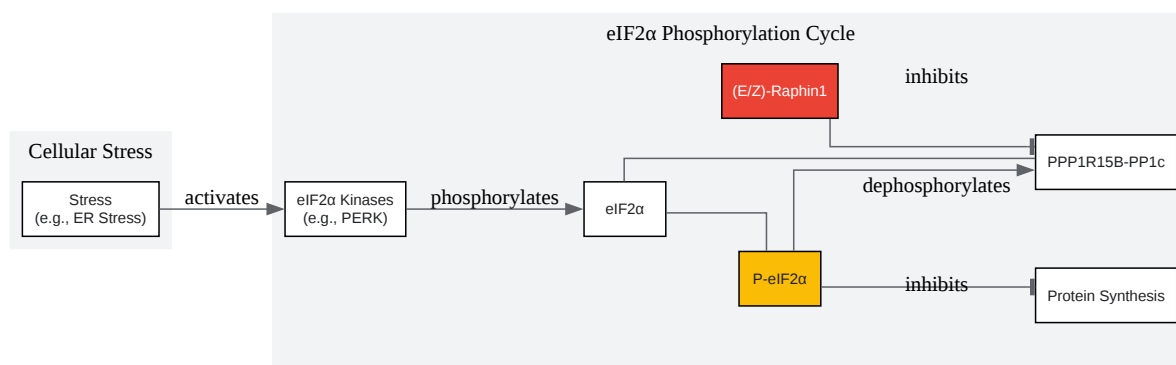 eIF2α Phosphorylation Cycle
(E/Z)-Raphin1
inhibits
Cellular Stress
PPP1R15B-PP1c
Stress
(e.g., ER Stress)
activates
eIF2α Kinases
(e.g., PERK)
phosphorylates
eIF2α
dephosphorylates
P-eIF2α
inhibits
Protein Synthesis